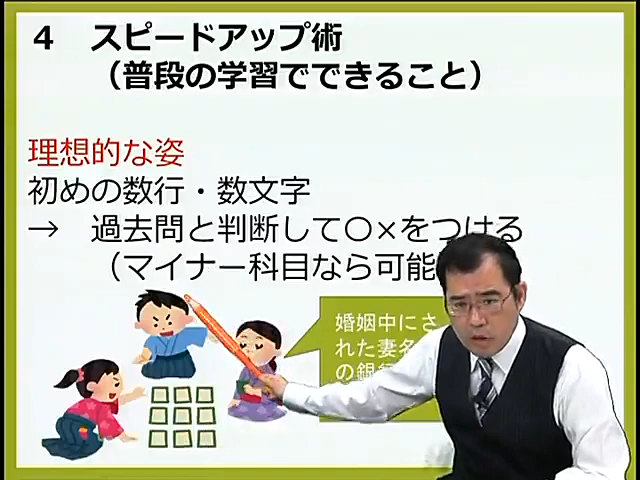 4 スピードアップ術
（普段の学習でできること）
理想的な姿
初めの数行・数文字
→ 過去問と判断して○×をつける
（マイナー科目なら可能
婚姻中にさ
れた妻名
の銀